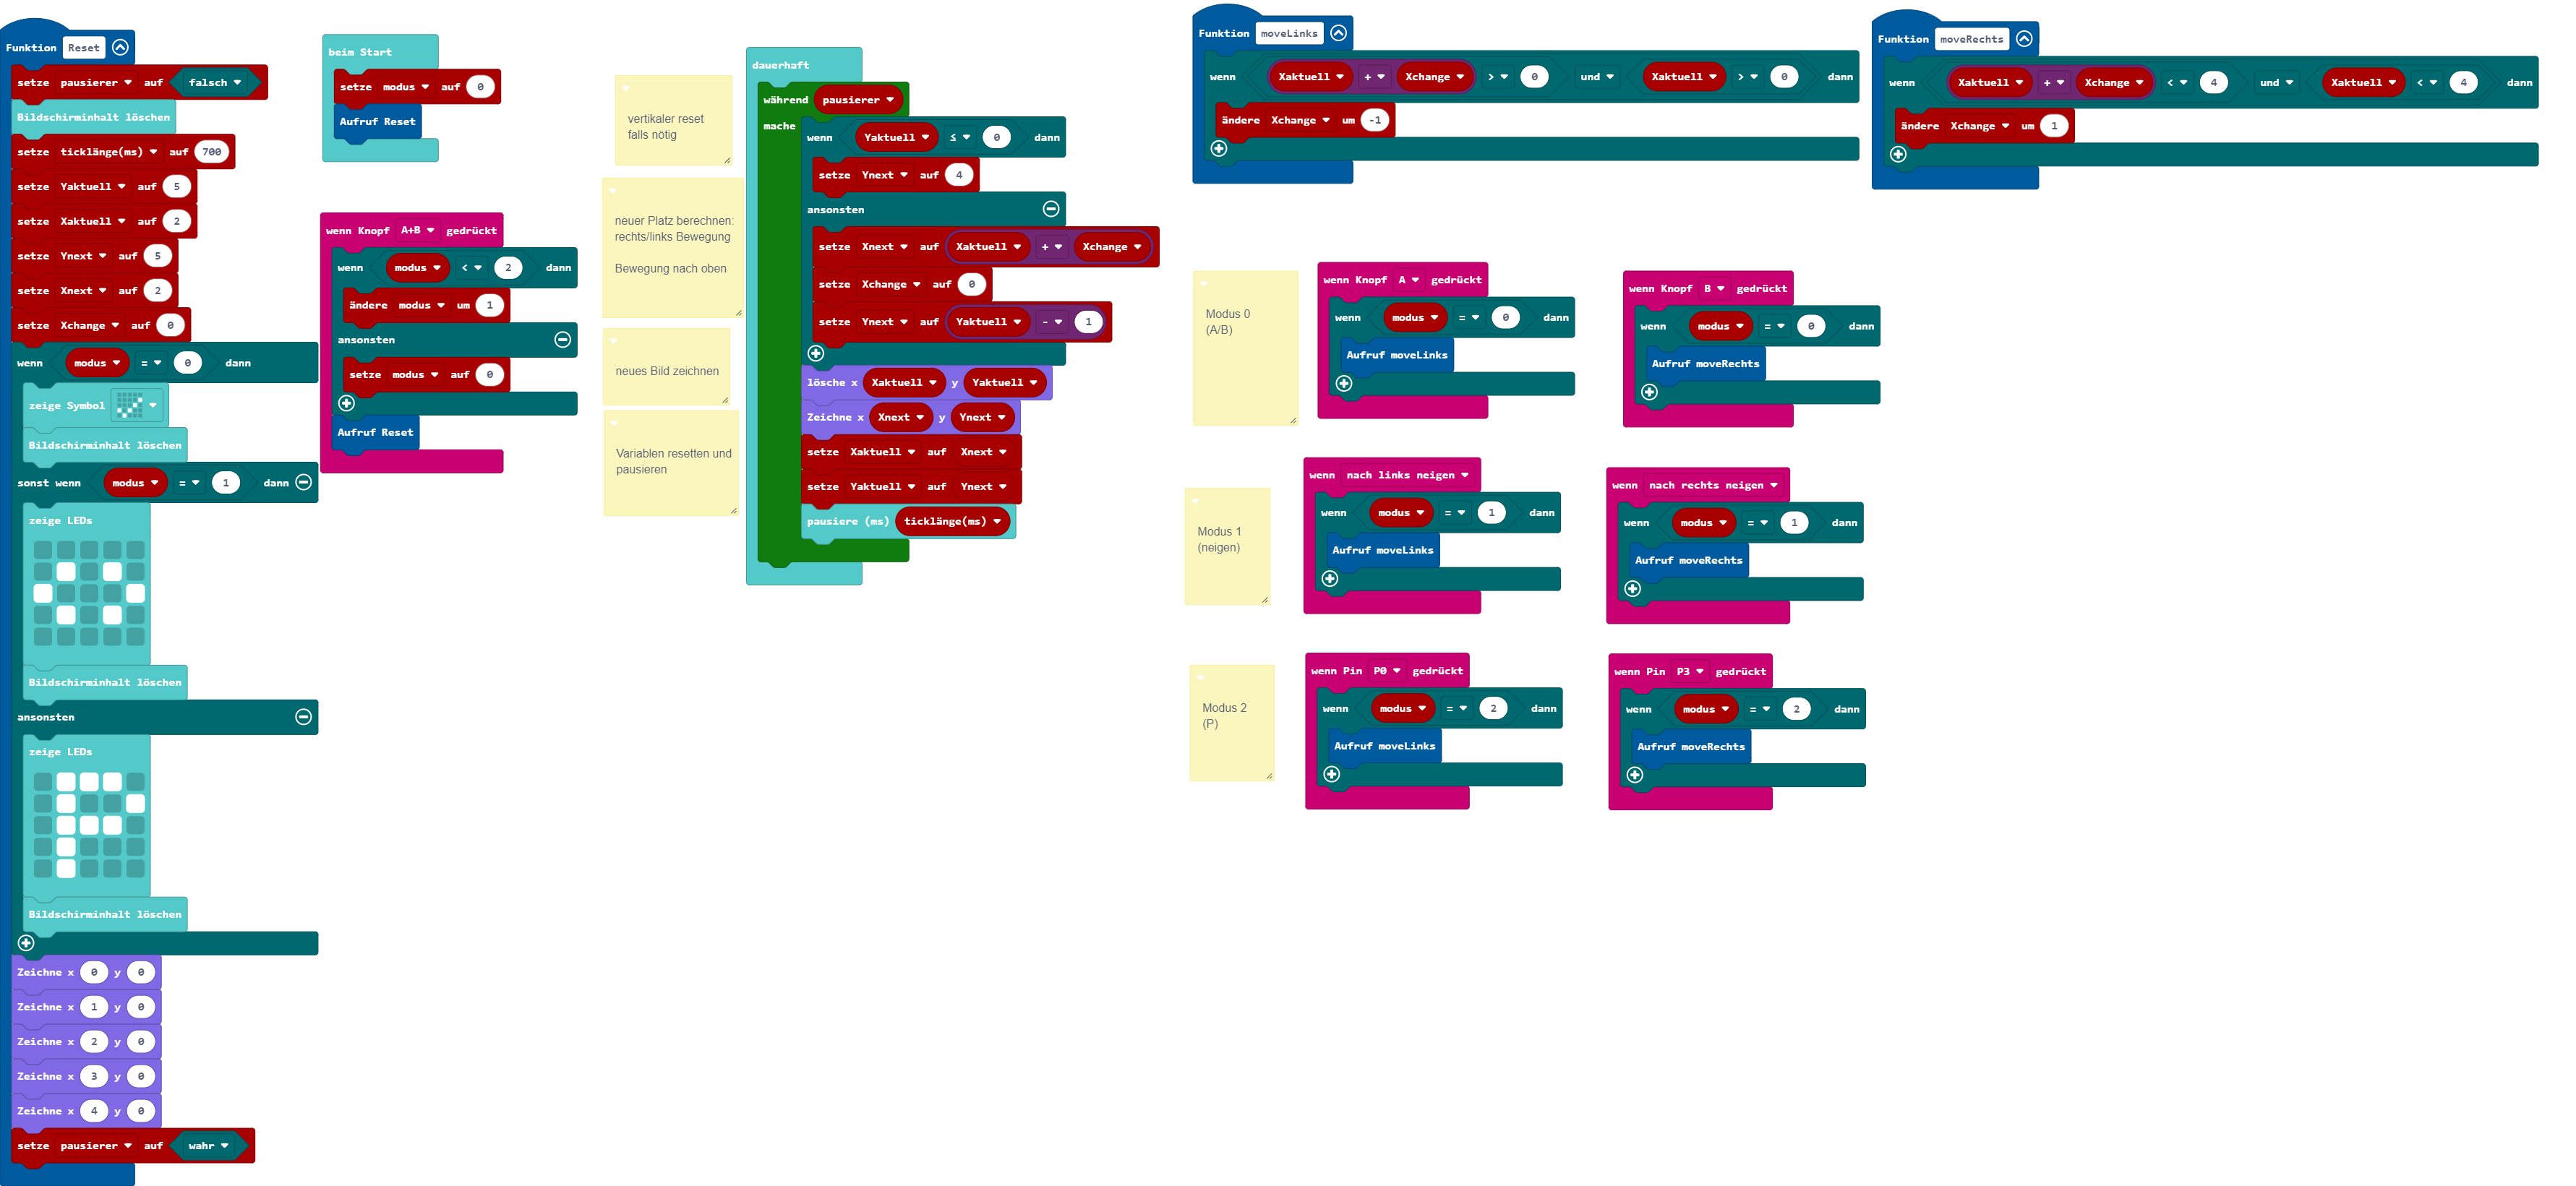 Funktion Reset
setze pausierer auf falsch
Bildschirminhalt löschen
setze ticklänge(ms) auf 700
setze Yaktuell auf 5
setze Xaktuell auf 2
setze Ynext auf 5
setze Xnext auf 2
setze Xchange auf 0
wenn modus = 0 dann
zeige Symbol
Bildschirminhalt löschen
sonst wenn modus = 1 dann
zeige LEDs
Bildschirminhalt löschen
ansonsten
zeige LEDs
Bildschirminhalt löschen
Zeichne x 0 y 0
Zeichne x 1 y 0
Zeichne x 2 y 0
Zeichne x 3 y 0
Zeichne x 4 y 0
setze pausierer auf wahr
beim Start
setze modus auf 0
Aufruf Reset
wenn Knopf A+B gedrückt
wenn modus < 2 dann
ändere modus um 1
ansonsten
setze modus auf 0
Aufruf Reset
vertikaler reset
falls nötig
neuer Platz berechnen:
rechts/links Bewegung
Bewegung nach oben
neues Bild zeichnen
Variablen resetten und
pausieren
dauerhaft
während pausierer
mache
wenn Yaktuell ≤ 0 dann
setze Ynext auf 4
ansonsten
setze Xnext auf Xaktuell + Xchange
setze Xchange auf 0
setze Ynext auf Yaktuell - 1
lösche x Xaktuell y Yaktuell
Zeichne x Xnext y Ynext
setze Xaktuell auf Xnext
setze Yaktuell auf Ynext
pausiere (ms) ticklänge(ms)
Funktion moveLinks
wenn Xaktuell + Xchange > 0 und Xaktuell > 0 dann
ändere Xchange um -1
Funktion moveRechts
wenn Xaktuell + Xchange < 4 und Xaktuell < 4 dann
ändere Xchange um 1
Modus 0
(A/B)
wenn Knopf A gedrückt
wenn modus = 0 dann
Aufruf moveLinks
wenn Knopf B gedrückt
wenn modus = 0 dann
Aufruf moveRechts
Modus 1
(neigen)
wenn nach links neigen
wenn modus = 1 dann
Aufruf moveLinks
wenn nach rechts neigen
wenn modus = 1 dann
Aufruf moveRechts
Modus 2
(P)
wenn Pin P0 gedrückt
wenn modus = 2 dann
Aufruf moveLinks
wenn Pin P3 gedrückt
wenn modus = 2 dann
Aufruf moveRechts